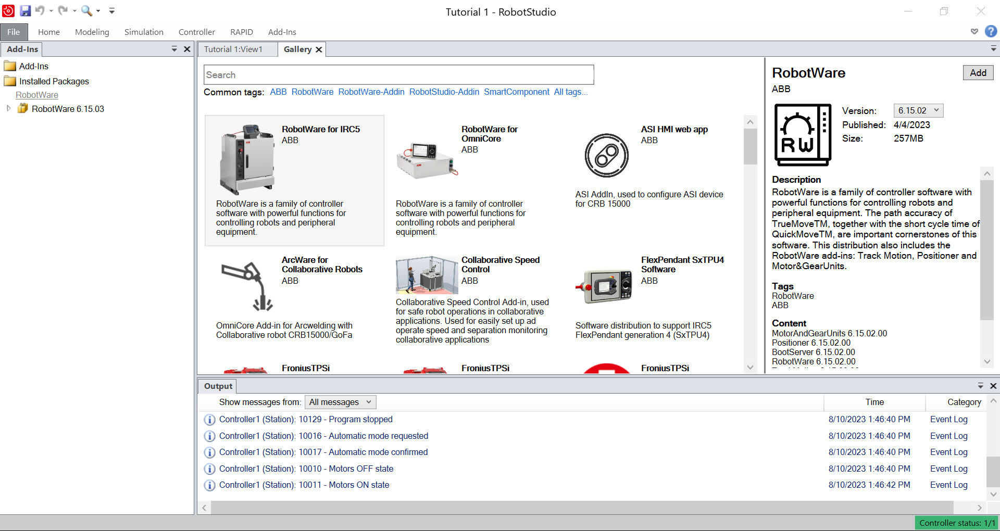 Tutorial 1 - RobotStudio
File Home Modeling Simulation Controller RAPID Add-Ins
Add-Ins
Add-Ins
Installed Packages
RobotWare
RobotWare 6.15.03
Tutorial 1:View1 Gallery
Search
Common tags: ABB RobotWare RobotWare-Addin RobotStudio-Addin SmartComponent All tags...
RobotWare for IRC5
ABB
RobotWare is a family of controller
software with powerful functions for
controlling robots and peripheral
equipment.
RobotWare for
OmniCore
ABB
RobotWare is a family of controller
software with powerful functions for
controlling robots and peripheral
equipment.
ASI HMI web app
ABB
ASI AddIn, used to configure ASI device
for CRB 15000
ArcWare for
Collaborative Robots
ABB
OmniCore Add-in for Arcwelding with
Collaborative robot CRB15000/GoFa
Collaborative Speed
Control
ABB
Collaborative Speed Control Add-in, used
for safe robot operations in collaborative
applications. Used for easily set up ad
operate speed and separation monitoring
collaborative applications
FlexPendant SxTPU4
Software
ABB
Software distribution to support IRC5
FlexPendant generation 4 (SxTPU4)
FroniusTPSi
FroniusTPSi
FroniusTPSi
RobotWare
Add
ABB
RW
Version: 6.15.02
Published: 4/4/2023
Size: 257MB
Description
RobotWare is a family of controller software with
powerful functions for controlling robots and
peripheral equipment. The path accuracy of
TrueMoveTM, together with the short cycle time of
QuickMoveTM, are important cornerstones of this
software. This distribution also includes the
RobotWare add-ins: Track Motion, Positioner and
Motor&GearUnits.
Tags
RobotWare
ABB
Content
MotorAndGearUnits 6.15.02.00
Positioner 6.15.02.00
BootServer 6.15.02.00
RobotWare 6.15.02.00
Output
Show messages from: All messages Time Category
Controller1 (Station): 10129 - Program stopped 8/10/2023 1:46:40 PM Event Log
Controller1 (Station): 10016 - Automatic mode requested 8/10/2023 1:46:40 PM Event Log
Controller1 (Station): 10017 - Automatic mode confirmed 8/10/2023 1:46:40 PM Event Log
Controller1 (Station): 10010 - Motors OFF state 8/10/2023 1:46:40 PM Event Log
Controller1 (Station): 10011 - Motors ON state 8/10/2023 1:46:42 PM Event Log
Controller status: 1/1